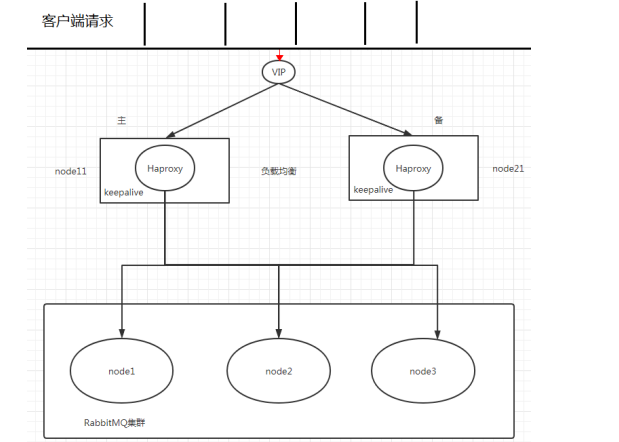 客户端请求
VIP
主
备
node11
Haproxy
keepalive
负载均衡
Haproxy
keepalive
node21
node1
node2
node3
RabbitMQ集群